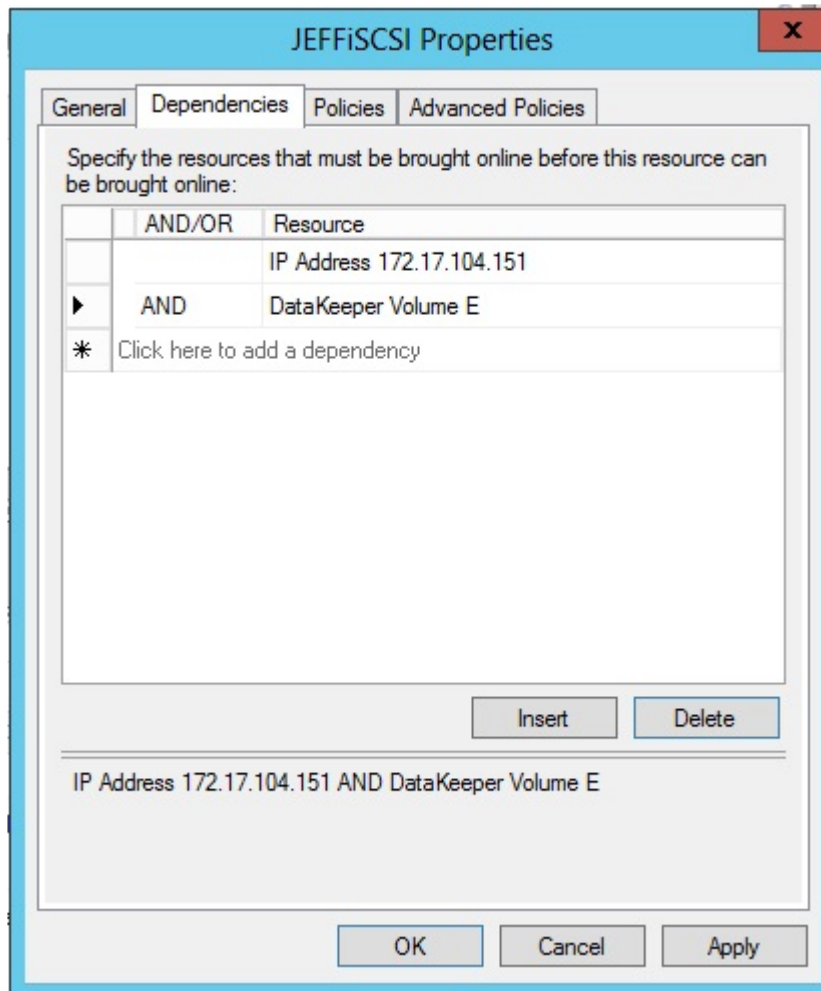 JEFFiSCSI Properties
x
General Dependencies Policies Advanced Policies
Specify the resources that must be brought online before this resource can
be brought online:
AND/OR Resource
IP Address 172.17.104.151
AND DataKeeper Volume E
Click here to add a dependency
Insert Delete
IP Address 172.17.104.151 AND DataKeeper Volume E
OK Cancel Apply